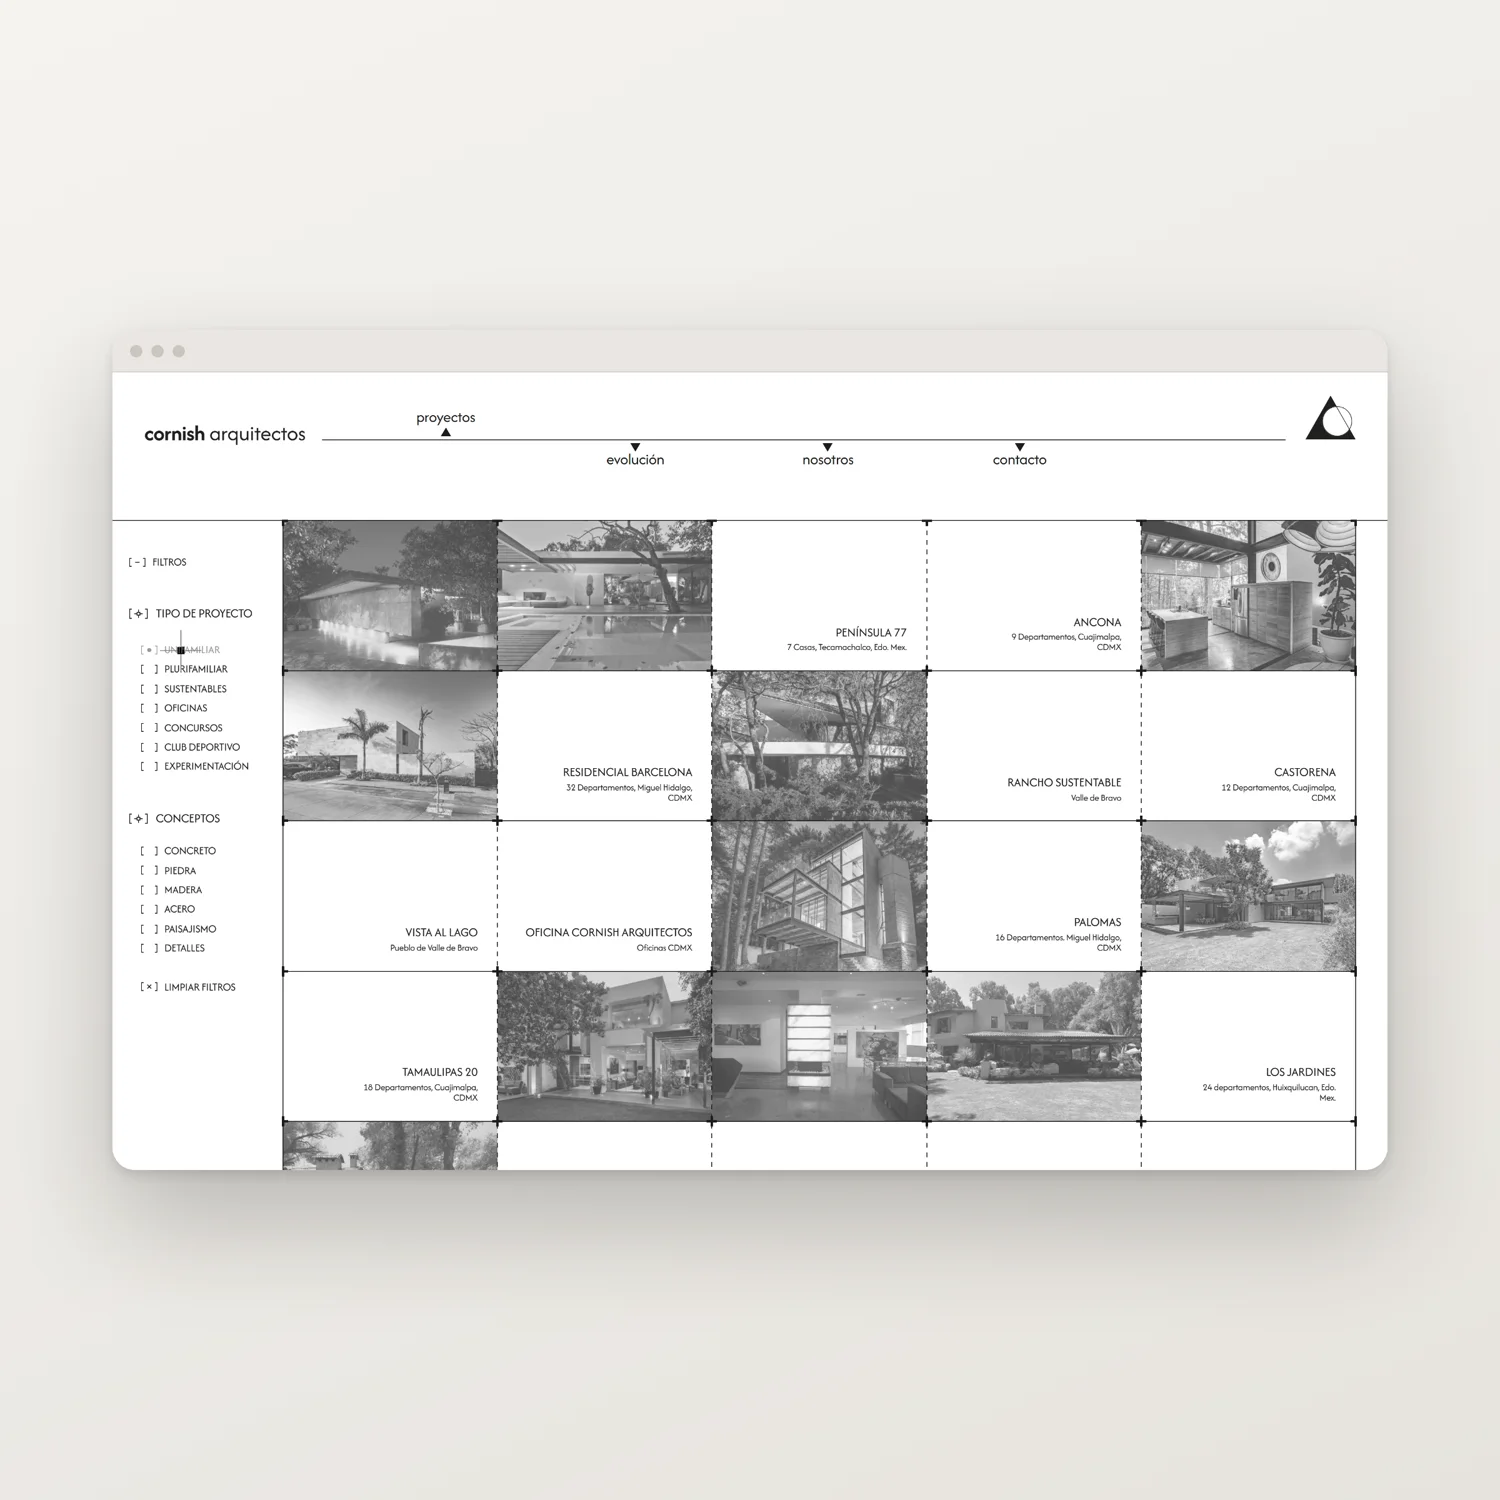 cornish arquitectos
proyectos
evolución
nosotros
contacto
[-] FILTROS
[✧] TIPO DE PROYECTO
[•] UNIFAMILIAR
[ ] PLURIFAMILIAR
[ ] SUSTENTABLES
[ ] OFICINAS
[ ] CONCURSOS
[ ] CLUB DEPORTIVO
[ ] EXPERIMENTACIÓN
[✧] CONCEPTOS
[ ] CONCRETO
[ ] PIEDRA
[ ] MADERA
[ ] ACERO
[ ] PAISAJISMO
[ ] DETALLES
[×] LIMPIAR FILTROS
PENÍNSULA 77
7 Casas, Tecamachalco, Edo. Mex.
ANCONA
9 Departamentos, Cuajimalpa,
CDMX
RESIDENCIAL BARCELONA
32 Departamentos, Miguel Hidalgo,
CDMX
RANCHO SUSTENTABLE
Valle de Bravo
CASTORENA
12 Departamentos, Cuajimalpa,
CDMX
VISTA AL LAGO
Pueblo de Valle de Bravo
OFICINA CORNISH ARQUITECTOS
Oficinas CDMX
PALOMAS
16 Departamentos. Miguel Hidalgo,
CDMX
TAMAULIPAS 20
18 Departamentos, Cuajimalpa,
CDMX
LOS JARDINES
24 departamentos, Huixquilucan, Edo.
Mex.